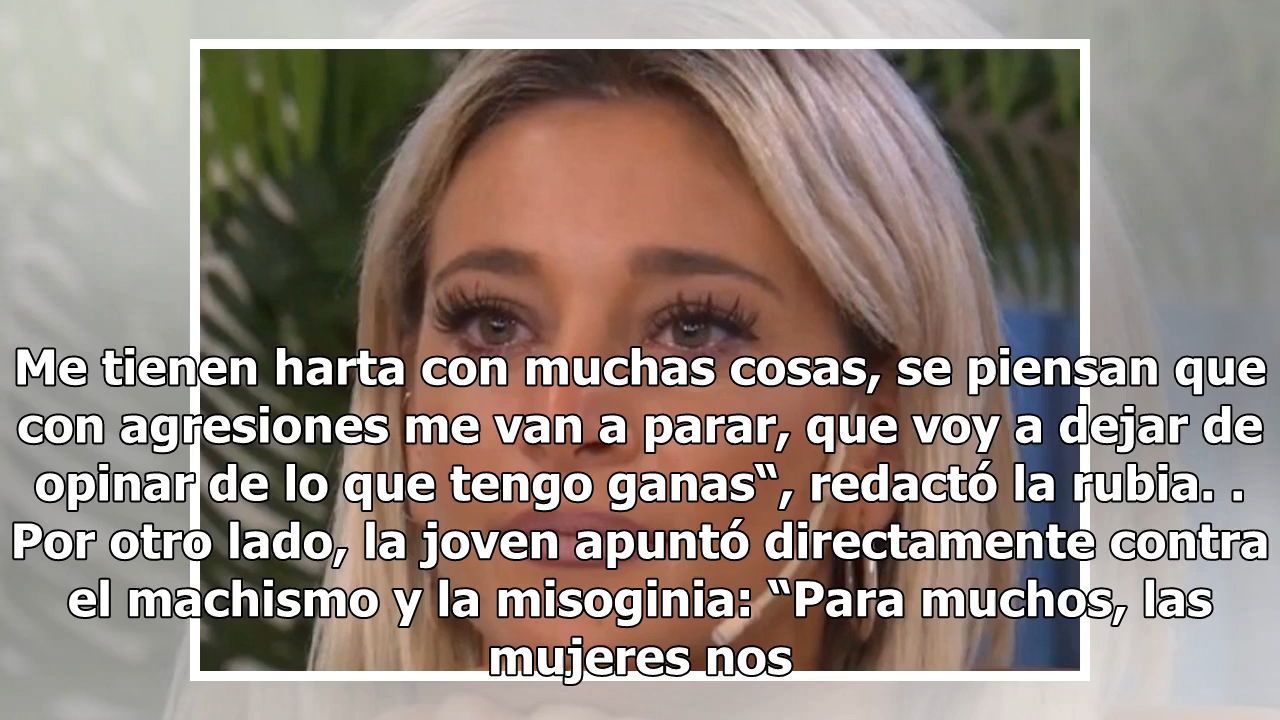 Me tienen harta con muchas cosas, se piensan que
con agresiones me van a parar, que voy a dejar de
opinar de lo que tengo ganas“, redactó la rubia. .
Por otro lado, la joven apuntó directamente contra
el machismo y la misoginia: “Para muchos, las
mujeres nos